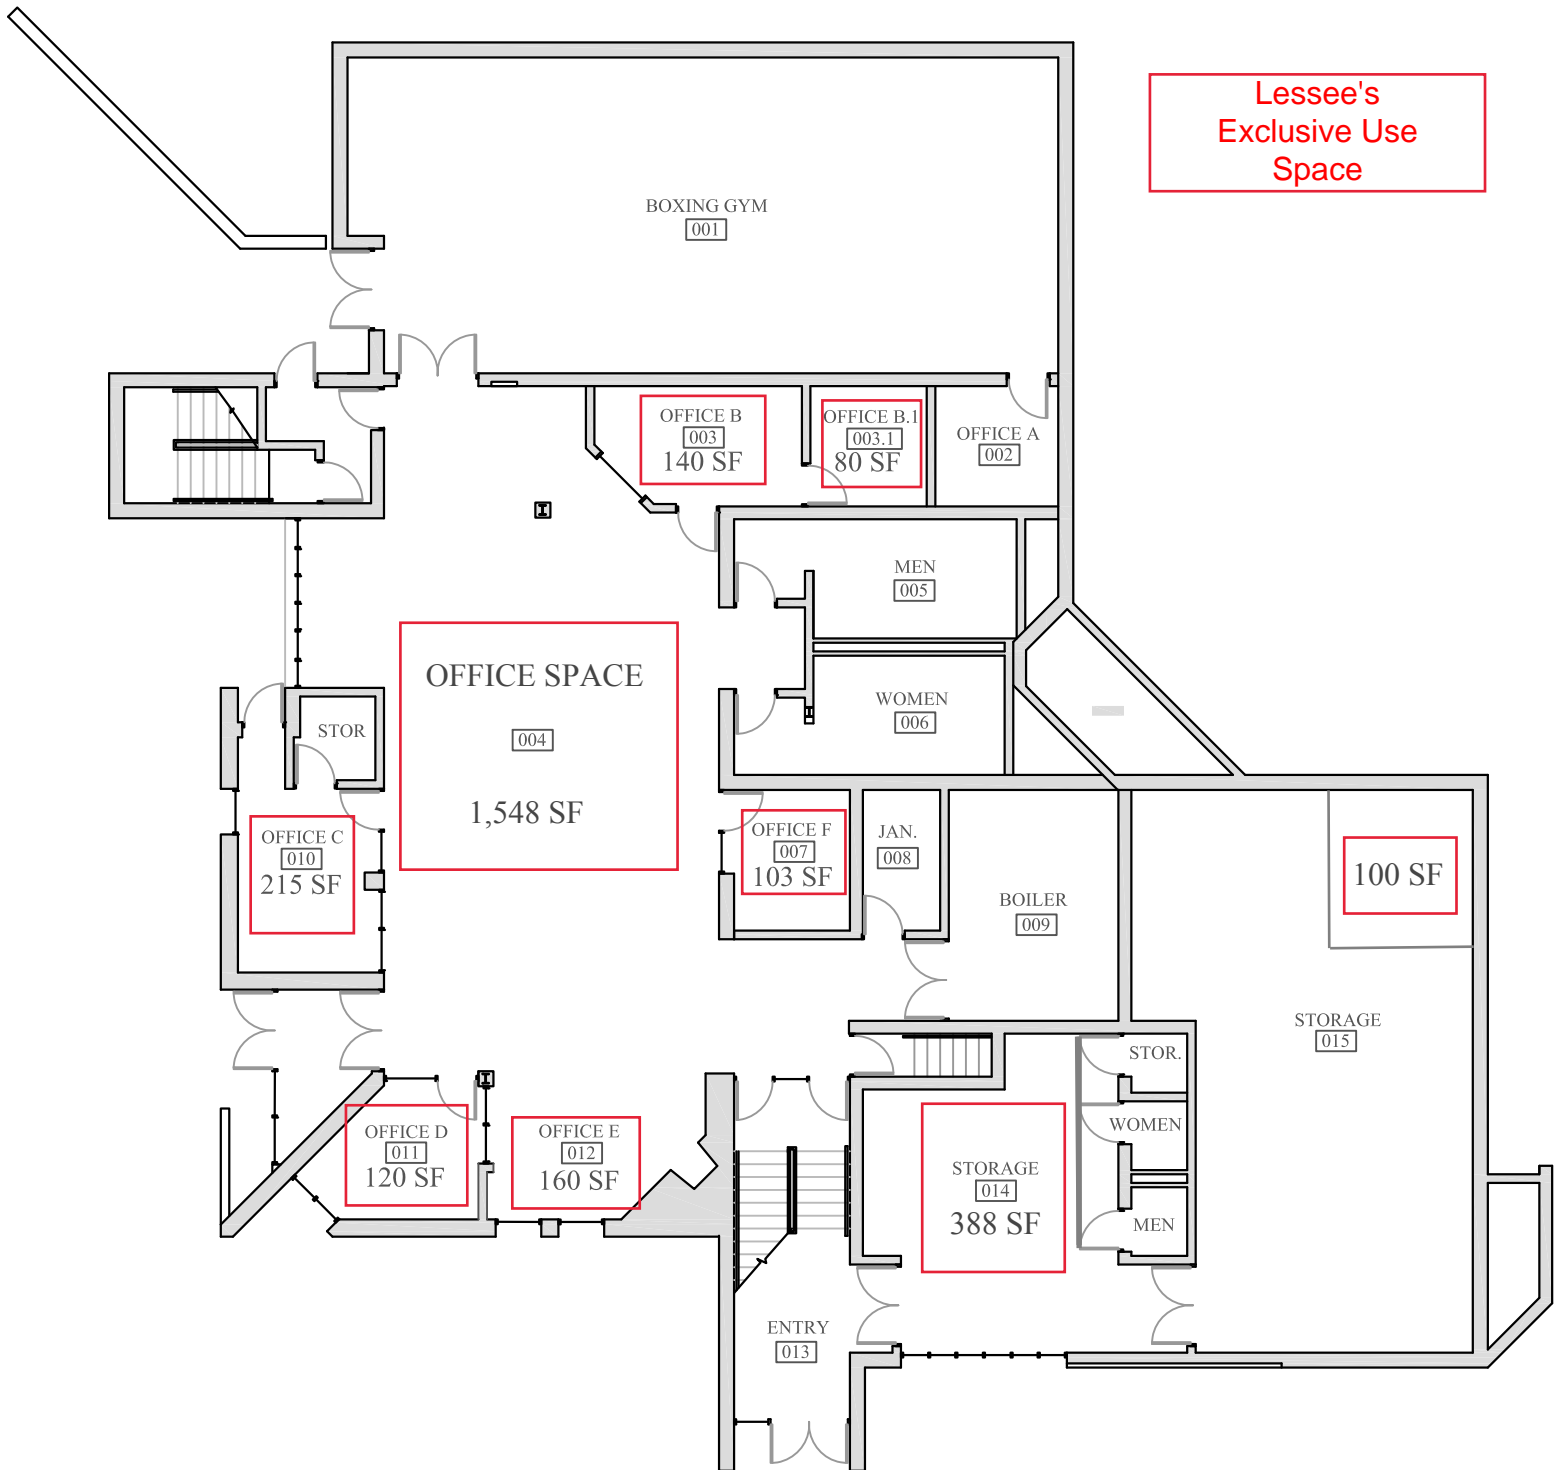 Lessee's
Exclusive Use
Space
BOXING GYM
001
OFFICE B
003
140 SF
OFFICE B.1
003.1
80 SF
OFFICE A
002
MEN
005
OFFICE SPACE
004
1,548 SF
WOMEN
006
STOR
OFFICE C
010
215 SF
OFFICE F
007
103 SF
JAN.
008
BOILER
009
100 SF
STORAGE
015
STOR.
WOMEN
MEN
OFFICE D
011
120 SF
OFFICE E
012
160 SF
STORAGE
014
388 SF
ENTRY
013